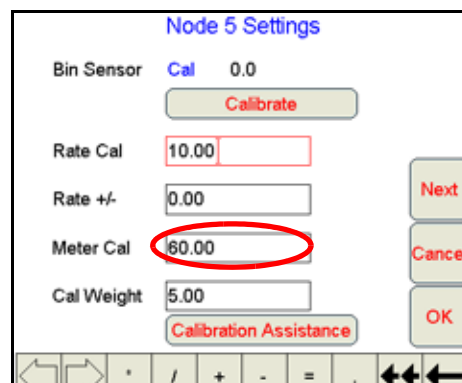 Node 5 Settings
Bin Sensor Cal 0.0
Calibrate
Rate Cal 10.00
Rate +/- 0.00
Next
Meter Cal 60.00
Cance
Cal Weight 5.00
OK
Calibration Assistance
* / + - = .